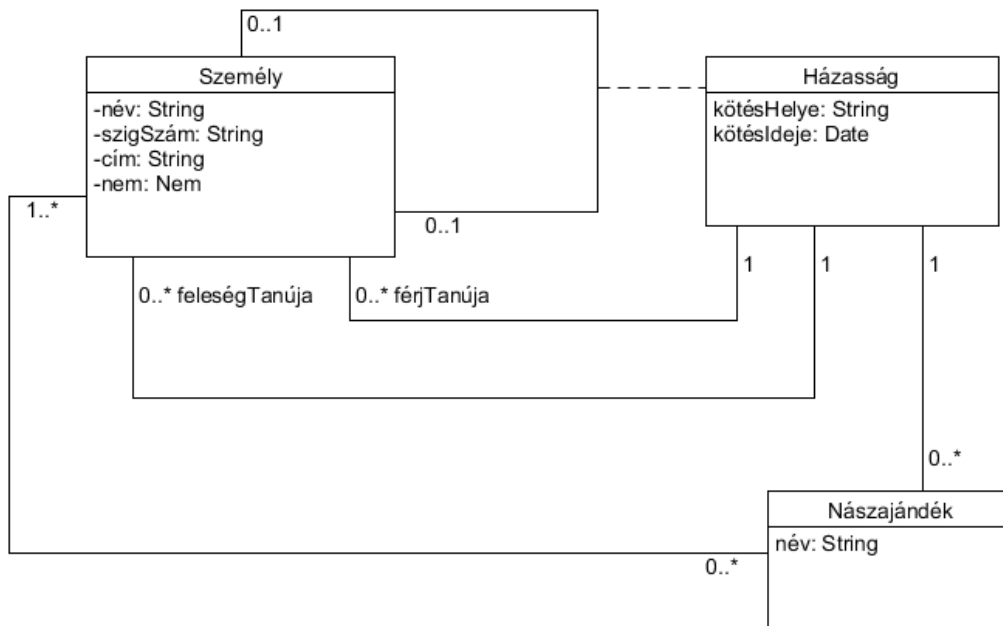 0..1
Személy
-név: String
-szigSzám: String
-cím: String
-nem: Nem
Házasság
kötésHelye: String
kötésIdeje: Date
1..*
0..1
1
1
1
0..* feleségTanúja
0..* férjTanúja
0..*
Nászajándék
név: String
0..*